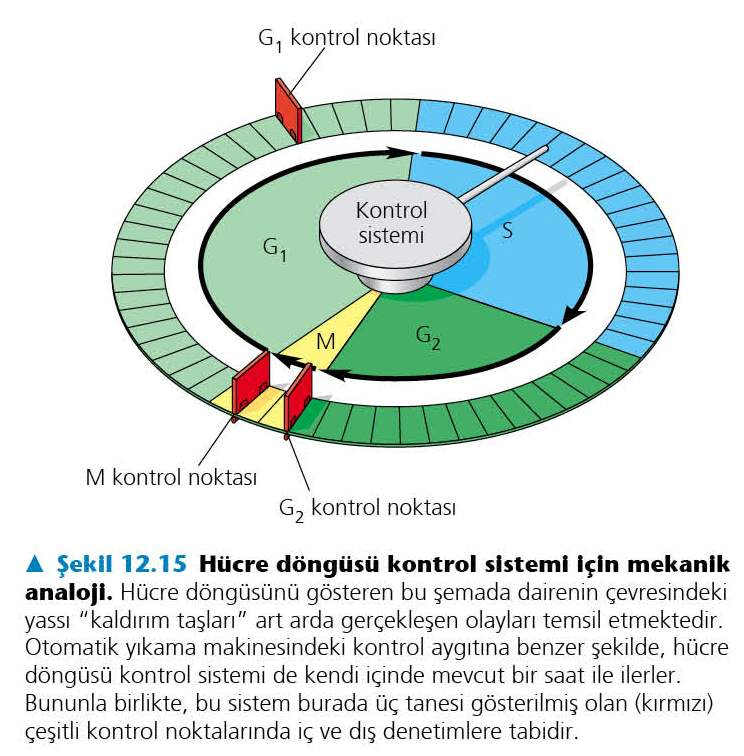 G₁ kontrol noktası
Kontrol
sistemi
S
G₁
M
G₂
M kontrol noktası
G₂ kontrol noktası
▲ Şekil 12.15 Hücre döngüsü kontrol sistemi için mekanik
analoji. Hücre döngüsünü gösteren bu şemada dairenin çevresindeki
yassı “kaldırım taşları” art arda gerçekleşen olayları temsil etmektedir.
Otomatik yıkama makinesindeki kontrol aygıtına benzer şekilde, hücre
döngüsü kontrol sistemi de kendi içinde mevcut bir saat ile ilerler.
Bununla birlikte, bu sistem burada üç tanesi gösterilmiş olan (kırmızı)
çeşitli kontrol noktalarında iç ve dış denetimlere tabidir.